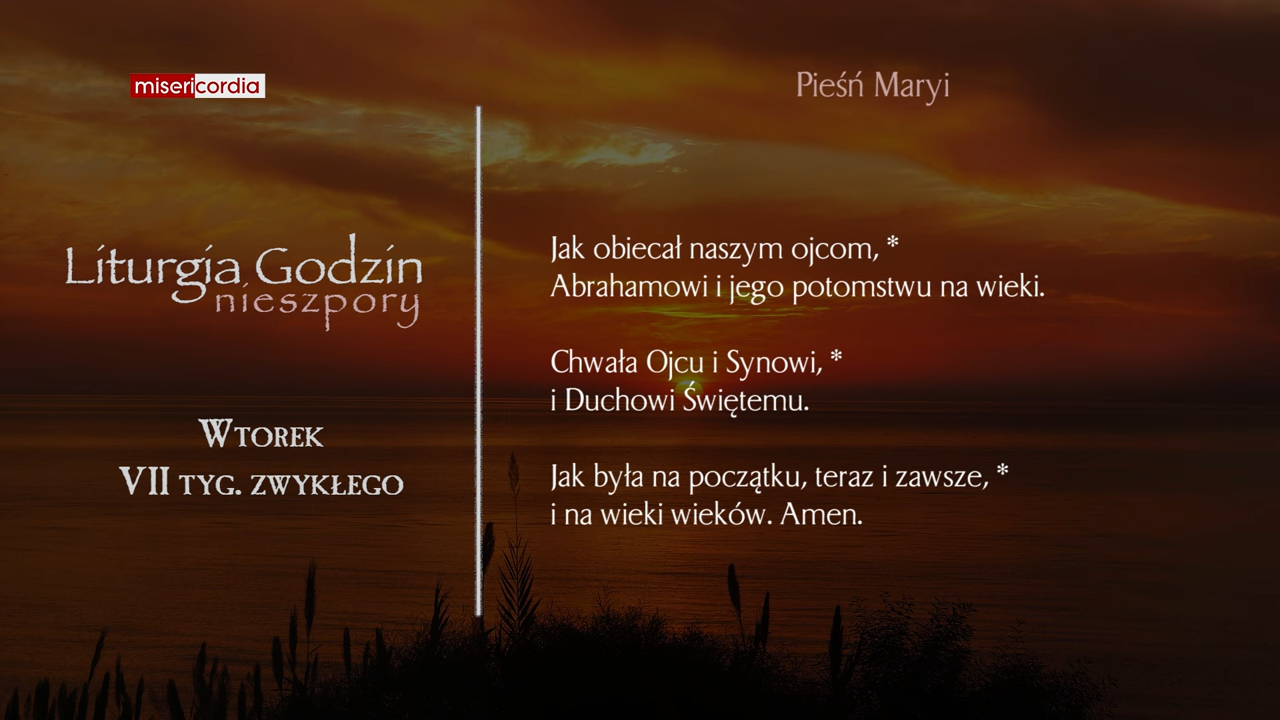 misericordia
Pieśń Maryi
Liturgia Godzin
nieszpory
Wtorek
VII tyg. zwykłego
Jak obiecał naszym ojcom, *
Abrahamowi i jego potomstwu na wieki.
Chwała Ojcu i Synowi, *
i Duchowi Świętemu.
Jak była na początku, teraz i zawsze, *
i na wieki wieków. Amen.